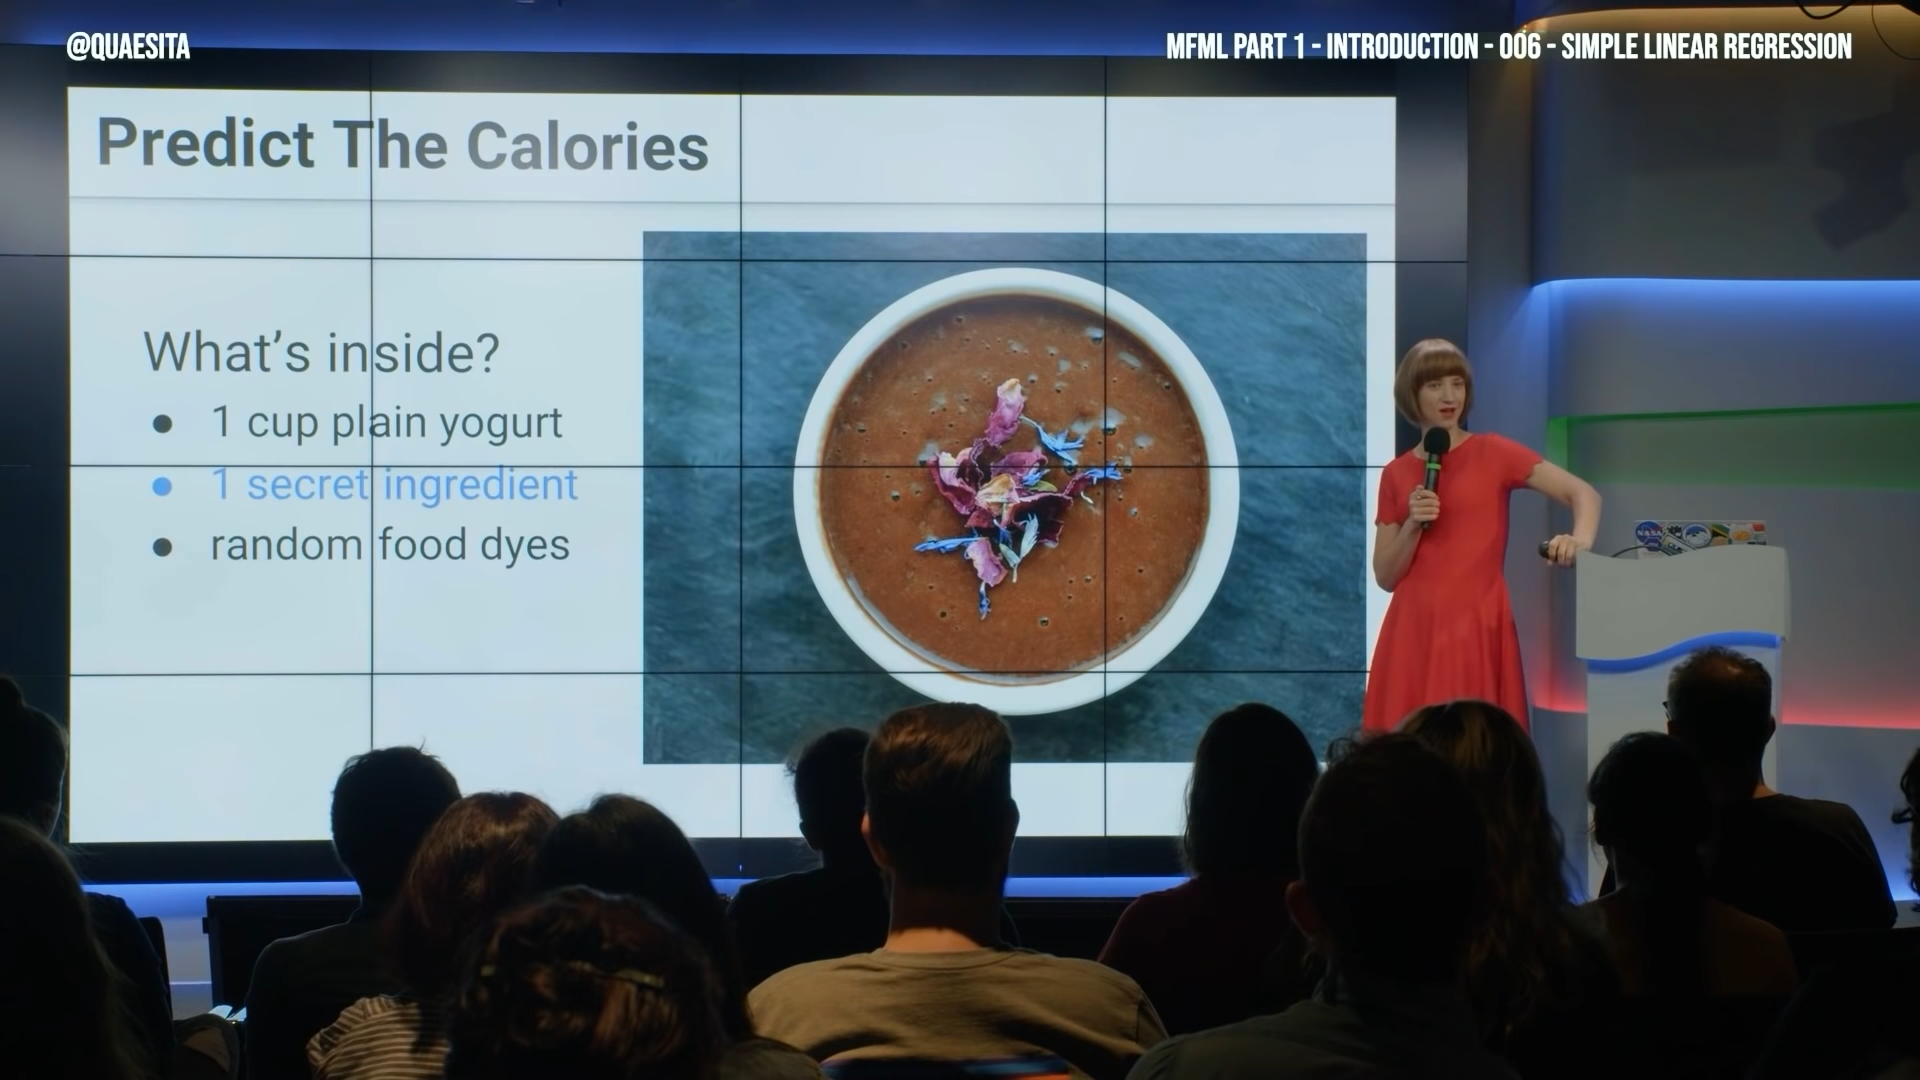 @QUAESITA
MFML PART 1 - INTRODUCTION - 006 - SIMPLE LINEAR REGRESSION
Predict The Calories
What's inside?
● 1 cup plain yogurt
● 1 secret ingredient
● random food dyes
NASA